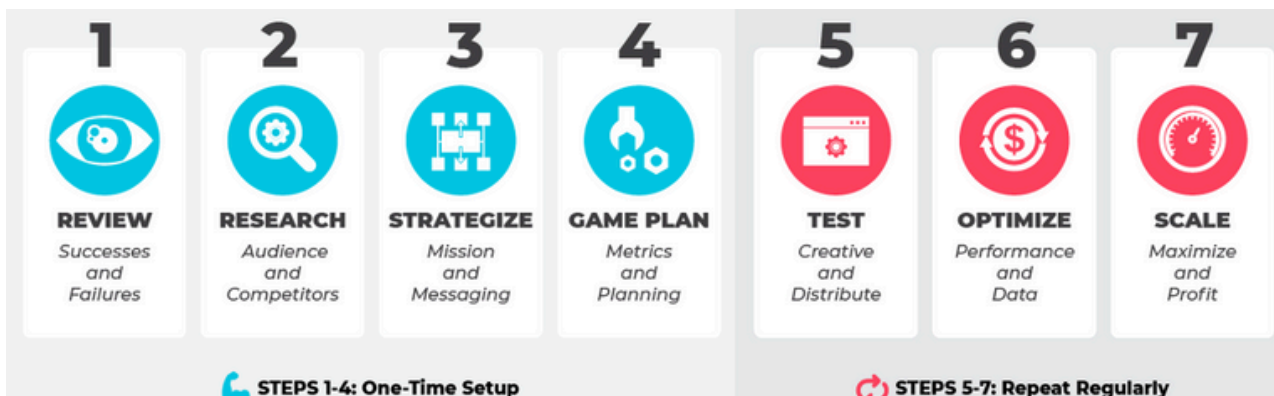 1
REVIEW
Successes
and
Failures
2
RESEARCH
Audience
and
Competitors
3
STRATEGIZE
Mission
and
Messaging
4
GAME PLAN
Metrics
and
Planning
5
TEST
Creative
and
Distribute
6
OPTIMIZE
Performance
and
Data
7
SCALE
Maximize
and
Profit
$
STEPS 1-4: One-Time Setup
STEPS 5-7: Repeat Regularly